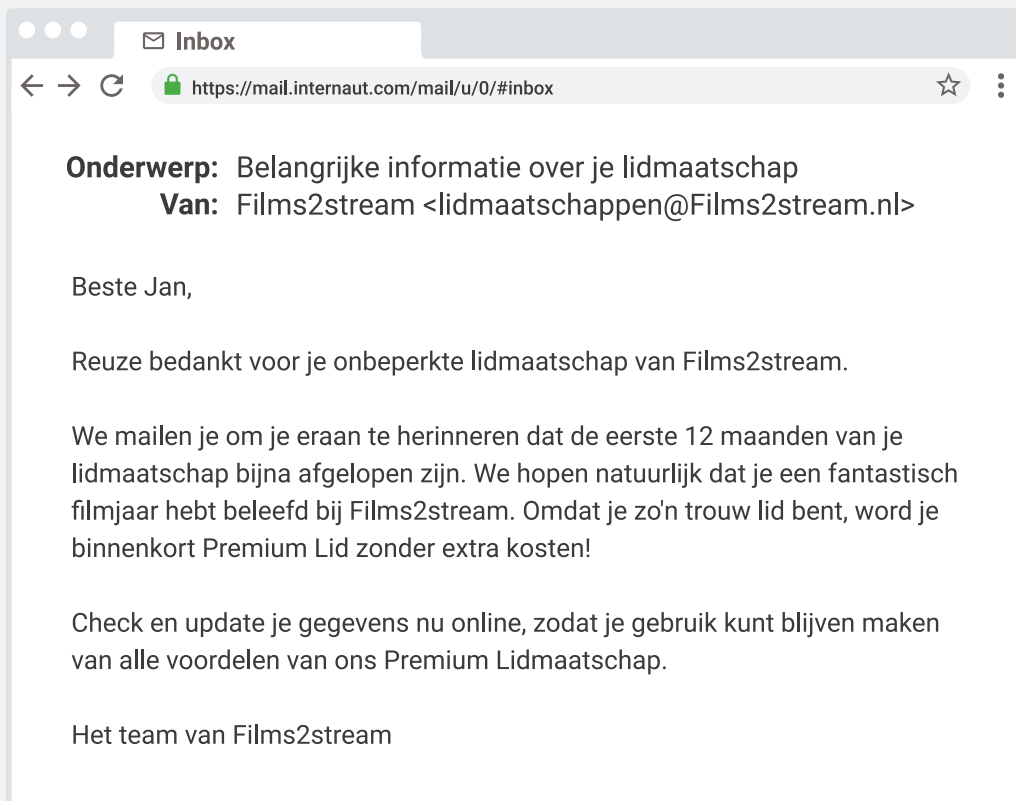 Inbox
https://mail.internaut.com/mail/u/0/#inbox
Onderwerp: Belangrijke informatie over je lidmaatschap
Van: Films2stream <lidmaatschappen@Films2stream.nl>
Beste Jan,
Reuze bedankt voor je onbeperkte lidmaatschap van Films2stream.
We mailen je om je eraan te herinneren dat de eerste 12 maanden van je
lidmaatschap bijna afgelopen zijn. We hopen natuurlijk dat je een fantastisch
filmjaar hebt beleefd bij Films2stream. Omdat je zo'n trouw lid bent, word je
binnenkort Premium Lid zonder extra kosten!
Check en update je gegevens nu online, zodat je gebruik kunt blijven maken
van alle voordelen van ons Premium Lidmaatschap.
Het team van Films2stream